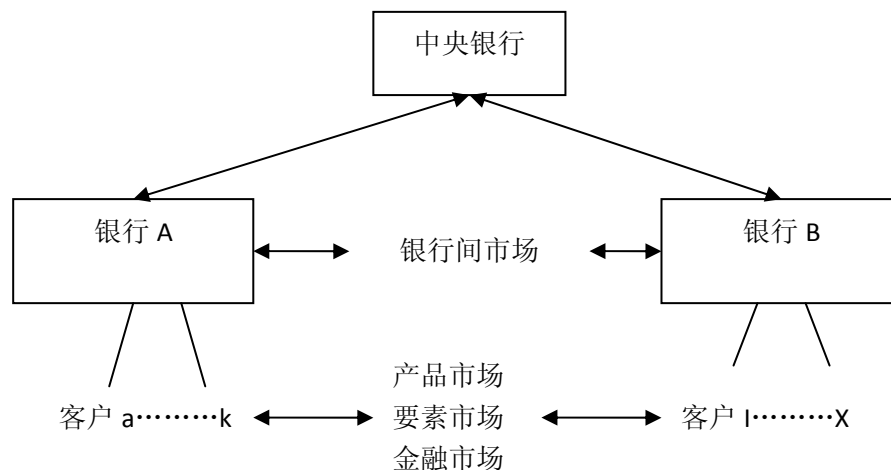 中央银行
银行 A
银行间市场
银行 B
产品市场
客户 a………k
要素市场
客户 I………X
金融市场